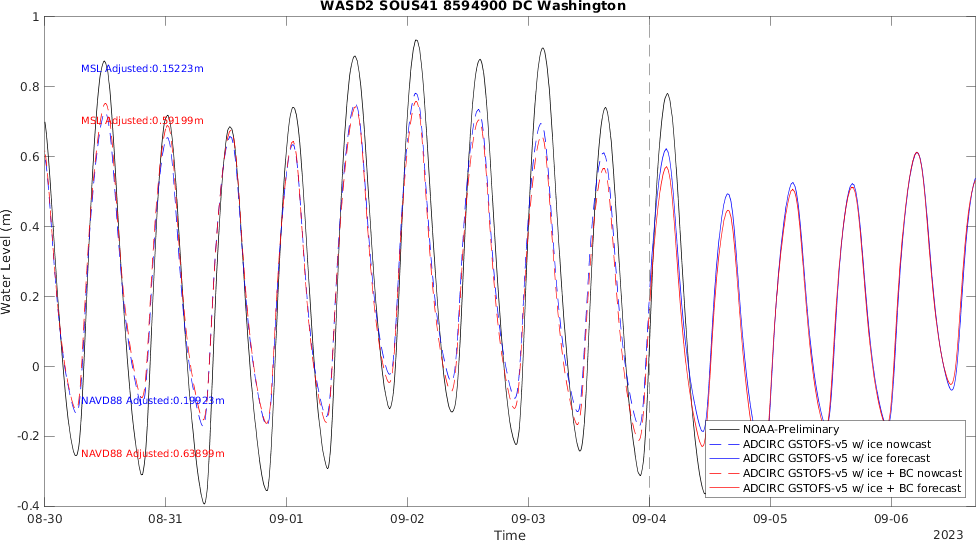 WASD2 SOUS41 8594900 DC Washington
1
0.8
0.6
0.4
0.2
0
-0.2
-0.4
Water Level (m)
MSL Adjusted:0.15223m
MSL Adjusted:0.59199m
NAVD88 Adjusted:0.19923m
NAVD88 Adjusted:0.63899m
NOAA-Preliminary
ADCIRC GSTOFS-v5 w/ ice nowcast
ADCIRC GSTOFS-v5 w/ ice forecast
ADCIRC GSTOFS-v5 w/ ice + BC nowcast
ADCIRC GSTOFS-v5 w/ ice + BC forecast
08-30 08-31 09-01 09-02 09-03 09-04 09-05 09-06
Time
2023